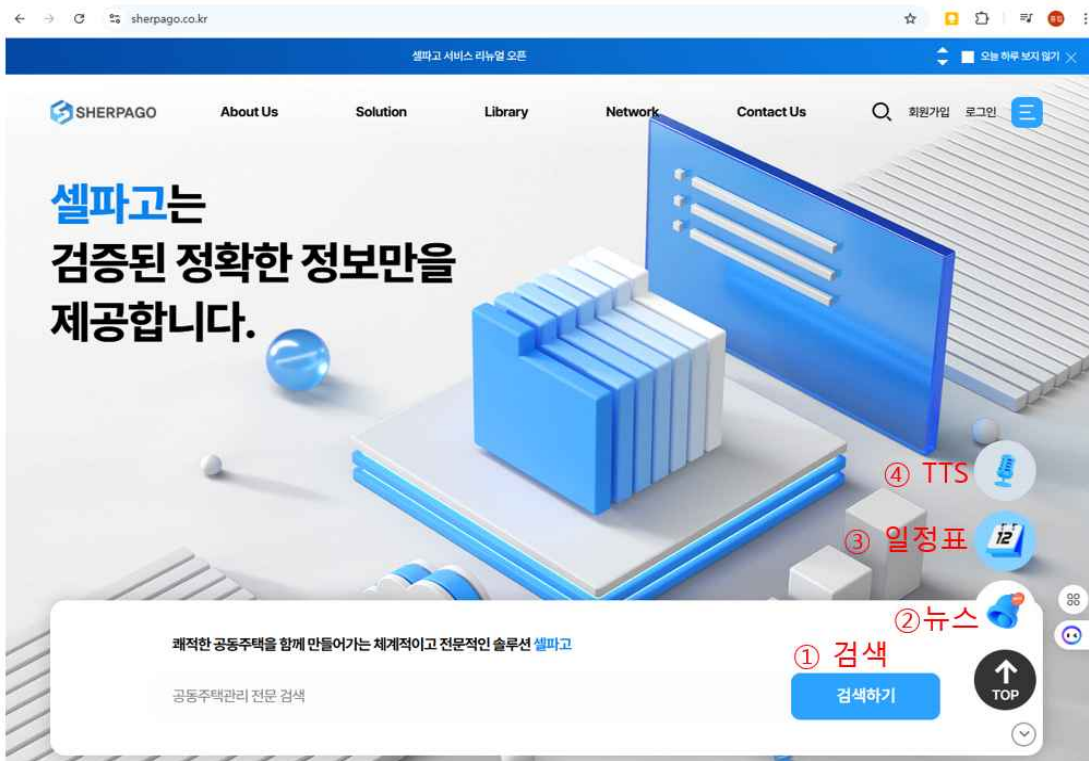 sherpago.co.kr
셀파고 서비스 리뉴얼 오픈
오늘 하루 보지 않기
SHERPAGO About Us Solution Library Network Contact Us 회원가입 로그인
셀파고는
검증된 정확한 정보만을
제공합니다.
④ TTS
③ 일정표
12
②뉴스
쾌적한 공동주택을 함께 만들어가는 체계적이고 전문적인 솔루션 셀파고
① 검색
공동주택관리 전문 검색
검색하기
TOP